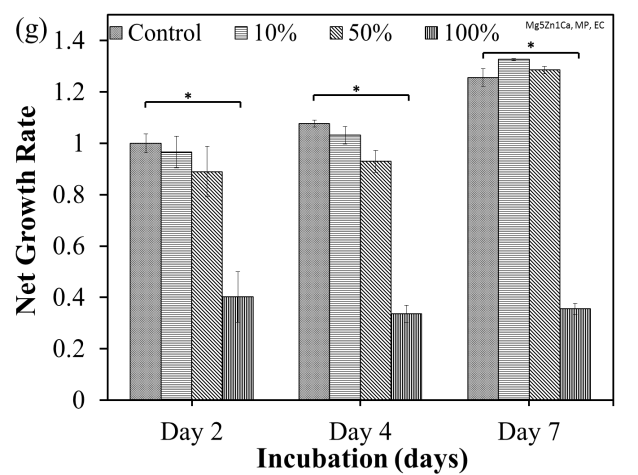 (g)
Mg5Zn1Ca, MP, EC
Control 10% 50% 100%
1.4
1.2
1
0.8
0.6
0.4
0.2
0
Net Growth Rate
* * *
Day 2 Day 4 Day 7
Incubation (days)